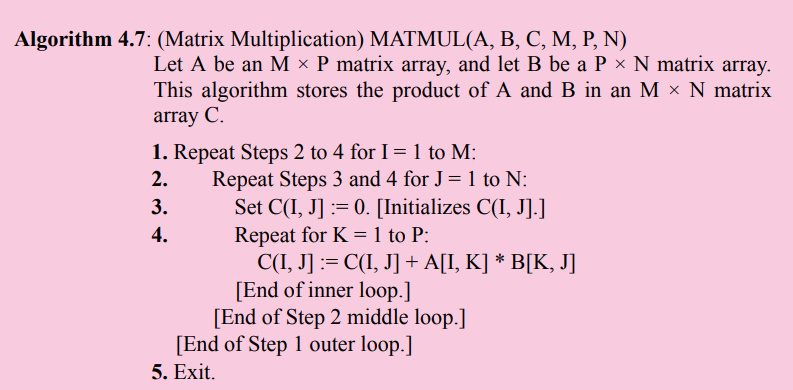 Algorithm 4.7: (Matrix Multiplication) MATMUL(A, B, C, M, P, N)
Let A be an M × P matrix array, and let B be a P × N matrix array.
This algorithm stores the product of A and B in an M × N matrix
array C.
1. Repeat Steps 2 to 4 for I = 1 to M:
2. Repeat Steps 3 and 4 for J = 1 to N:
3. Set C(I, J] := 0. [Initializes C(I, J].]
4. Repeat for K = 1 to P:
C(I, J] := C(I, J] + A[I, K] * B[K, J]
[End of inner loop.]
[End of Step 2 middle loop.]
[End of Step 1 outer loop.]
5. Exit.